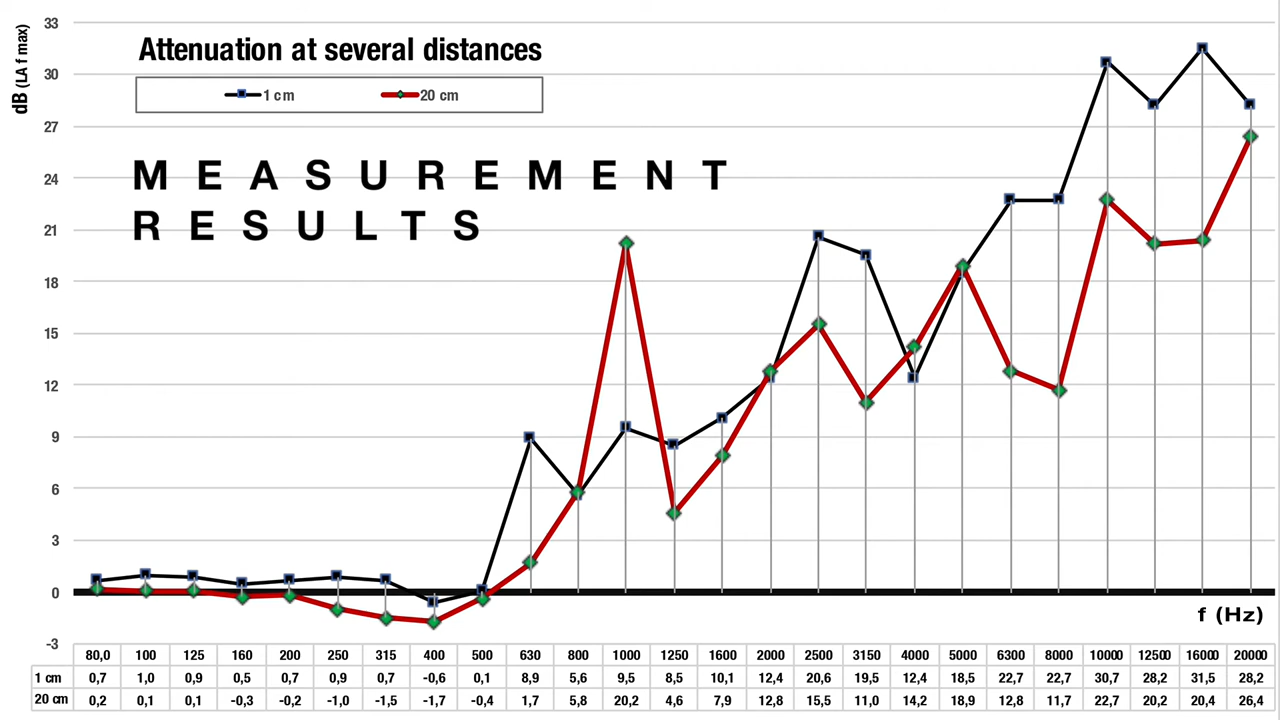 Attenuation at several distances
1 cm 20 cm
MEASUREMENT
RESULTS
dB (LA f max)
33
30
27
24
21
18
15
12
9
6
3
0
-3
f (Hz)
80,0 100 125 160 200 250 315 400 500 630 800 1000 1250 1600 2000 2500 3150 4000 5000 6300 8000 10000 12500 16000 20000
1 cm 0,7 1,0 0,9 0,5 0,7 0,9 0,7 -0,6 0,1 8,9 5,6 9,5 8,5 10,1 12,4 20,6 19,5 12,4 18,5 22,7 22,7 30,7 28,2 31,5 28,2
20 cm 0,2 0,1 0,1 -0,3 -0,2 -1,0 -1,5 -1,7 -0,4 1,7 5,8 20,2 4,6 7,9 12,8 15,5 11,0 14,2 18,9 12,8 11,7 22,7 20,2 20,4 26,4